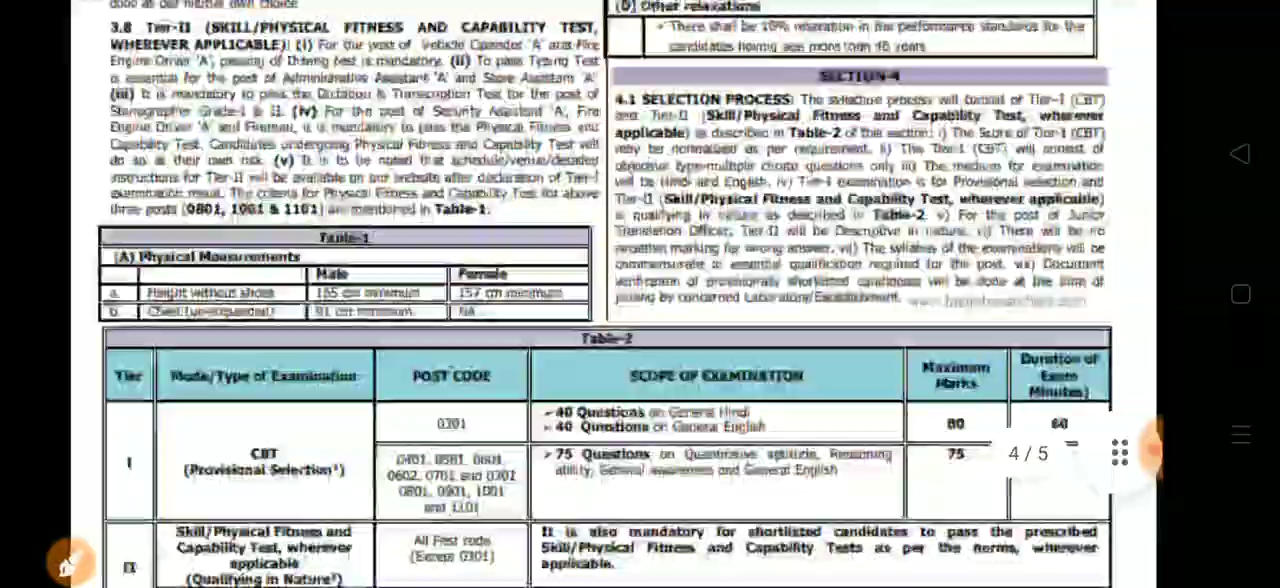 3.8 Tier-II (SKILL/PHYSICAL FITNESS AND CAPABILITY TEST,
WHEREVER APPLICABLE): (i) For the post of Vehicle Operator 'A' and Fire
Engine Driver 'A', passing of Driving test is mandatory. (ii) To pass Typing Test
is essential for the post of Administrative Assistant 'A' and Store Assistant 'A'.
(iii) It is mandatory to pass the Dictation & Transcription Test for the post of
Stenographer Grade-I & II. (iv) For the post of Security Assistant 'A', Fire
Engine Driver 'A' and Fireman, it is mandatory to pass the Physical Fitness and
Capability Test. Candidates undergoing Physical Fitness and Capability Test will
do so at their own risk. (v) It is to be noted that schedule/venue/detailed
instructions for Tier-II will be available on our website after declaration of Tier-I
examination result. The criteria for Physical Fitness and Capability Test for above
three posts (0801, 1001 & 1101) are mentioned in Table-1.
Table-1
(A) Physical Measurements
Male Female
a. Height without shoes 165 cm minimum 157 cm minimum
b. Chest (un-expanded) 81 cm minimum NA
(D) Other relaxations
There shall be 10% relaxation in the performance standards for the
candidates having age more than 40 years
SECTION-4
4.1 SELECTION PROCESS: The selection process will consist of Tier-I (CBT)
and Tier-II (Skill/Physical Fitness and Capability Test, wherever
applicable) as described in Table-2 of this section: i) The Score of Tier-I (CBT)
may be normalized as per requirement. ii) The Tier-I (CBT) will consist of
objective type-multiple choice questions only iii) The medium for examination
will be Hindi and English. iv) Tier-I examination is for Provisional selection and
Tier-II (Skill/Physical Fitness and Capability Test, wherever applicable)
is qualifying in nature as described in Table-2. v) For the post of Junior
Translation Officer, Tier-II will be Descriptive in nature. vi) There will be no
negative marking for wrong answer. vii) The syllabus of the examinations will be
commensurate to essential qualification required for the post. viii) Document
verification of provisionally shortlisted candidates will be done at the time of
joining by concerned Laboratory/Establishment.
Table-2
Tier Mode/Type of Examination POST CODE SCOPE OF EXAMINATION Maximum Marks Duration of Exam Minutes)
I CBT (Provisional Selection¹)
0301
➢ 40 Questions on General Hindi
➢ 40 Questions on General English
80 60
0401, 0501, 0601,
0602, 0701 and 0702
0801, 0901, 1001
and 1101
➢ 75 Questions on Quantitative aptitude, Reasoning
ability, General awareness and General English
75
4 / 5
II
Skill/Physical Fitness and
Capability Test, wherever
applicable
(Qualifying in Nature²)
All Post code
(Except 0301)
It is also mandatory for shortlisted candidates to pass the prescribed
Skill/Physical Fitness and Capability Tests as per the norms, wherever
applicable.